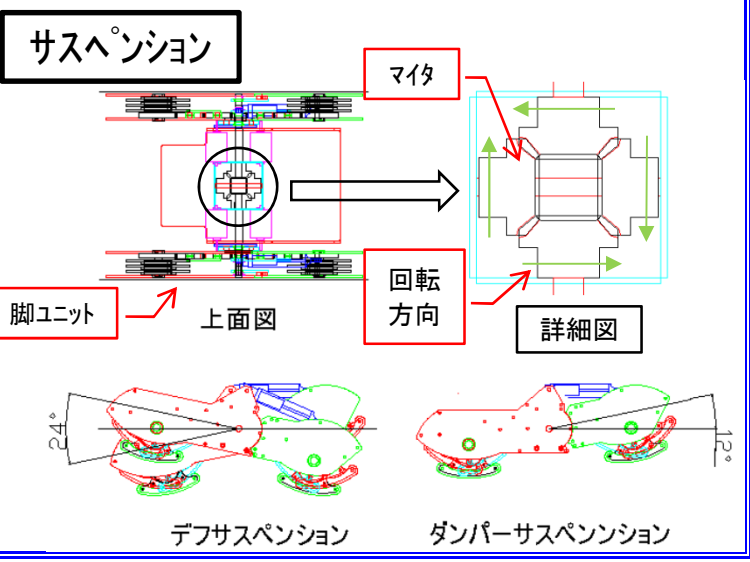 サスペンション
マイタ
脚ユニット
上面図
回転
方向
詳細図
24°
12°
デフサスペンション
ダンパーサスペンンション